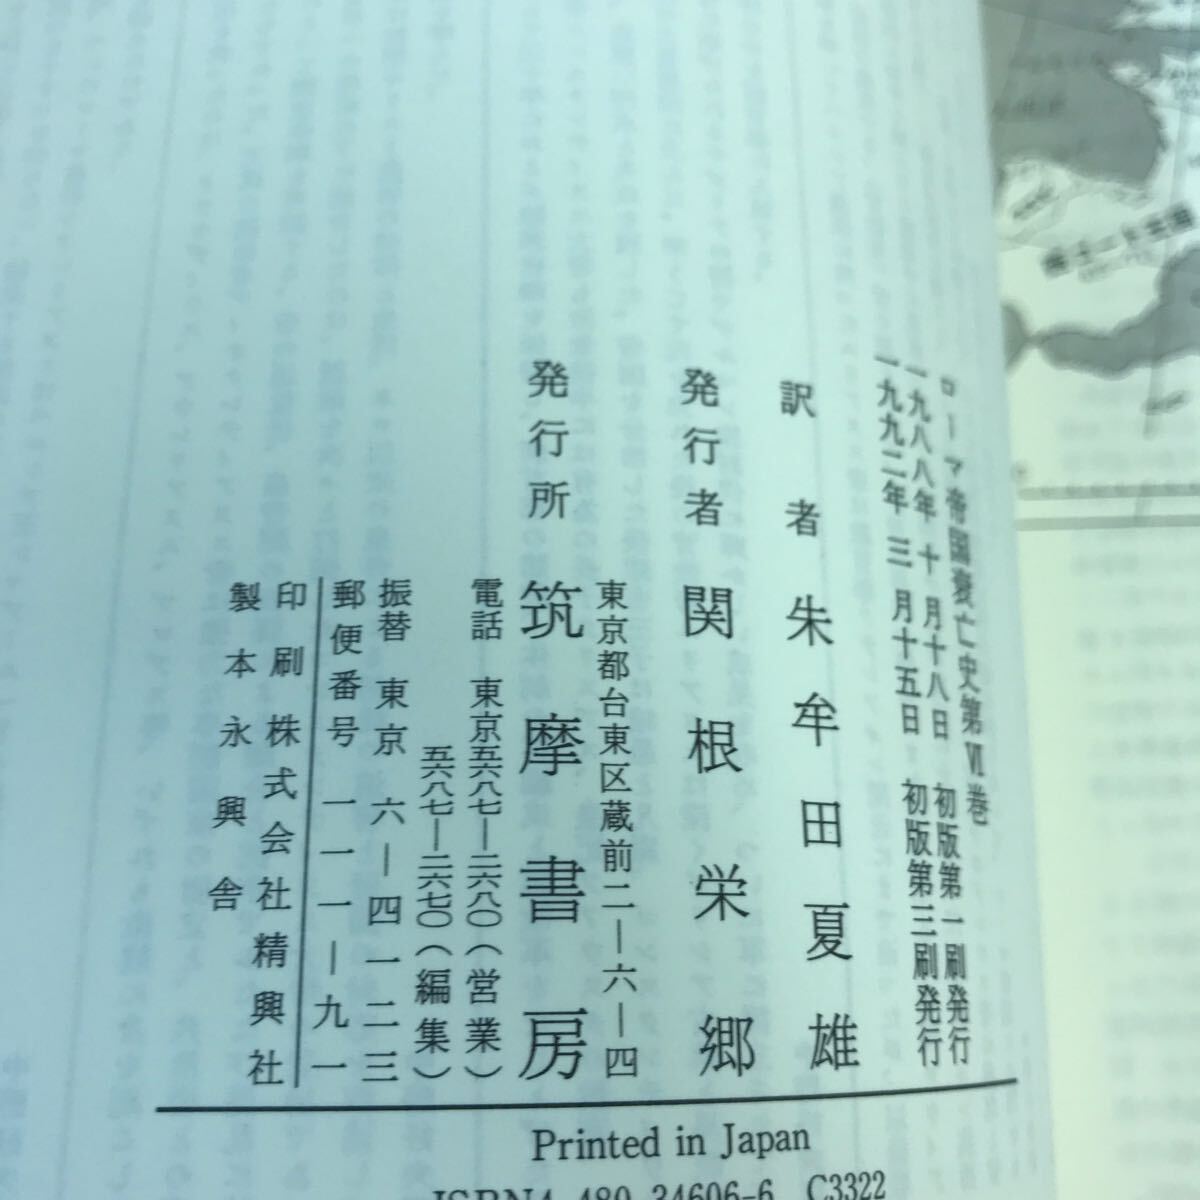 ローマ帝国衰亡史第Ⅵ巻
一九八八年十月十八日 初版第一刷発行
一九九二年三月十五日 初版第三刷発行
訳者 朱牟田夏雄
発行者 関根栄郷
東京都台東区蔵前二―六―四
発行所 筑摩書房
電話 東京五六八七―二六八〇(営業)
五六八七―二六七〇(編集)
振替 東京 六―四一二三
郵便番号 一一一―九一
印刷 株式会社精興社
製本 永興舎
Printed in Japan
ISBN4-480-34606-6 C3322